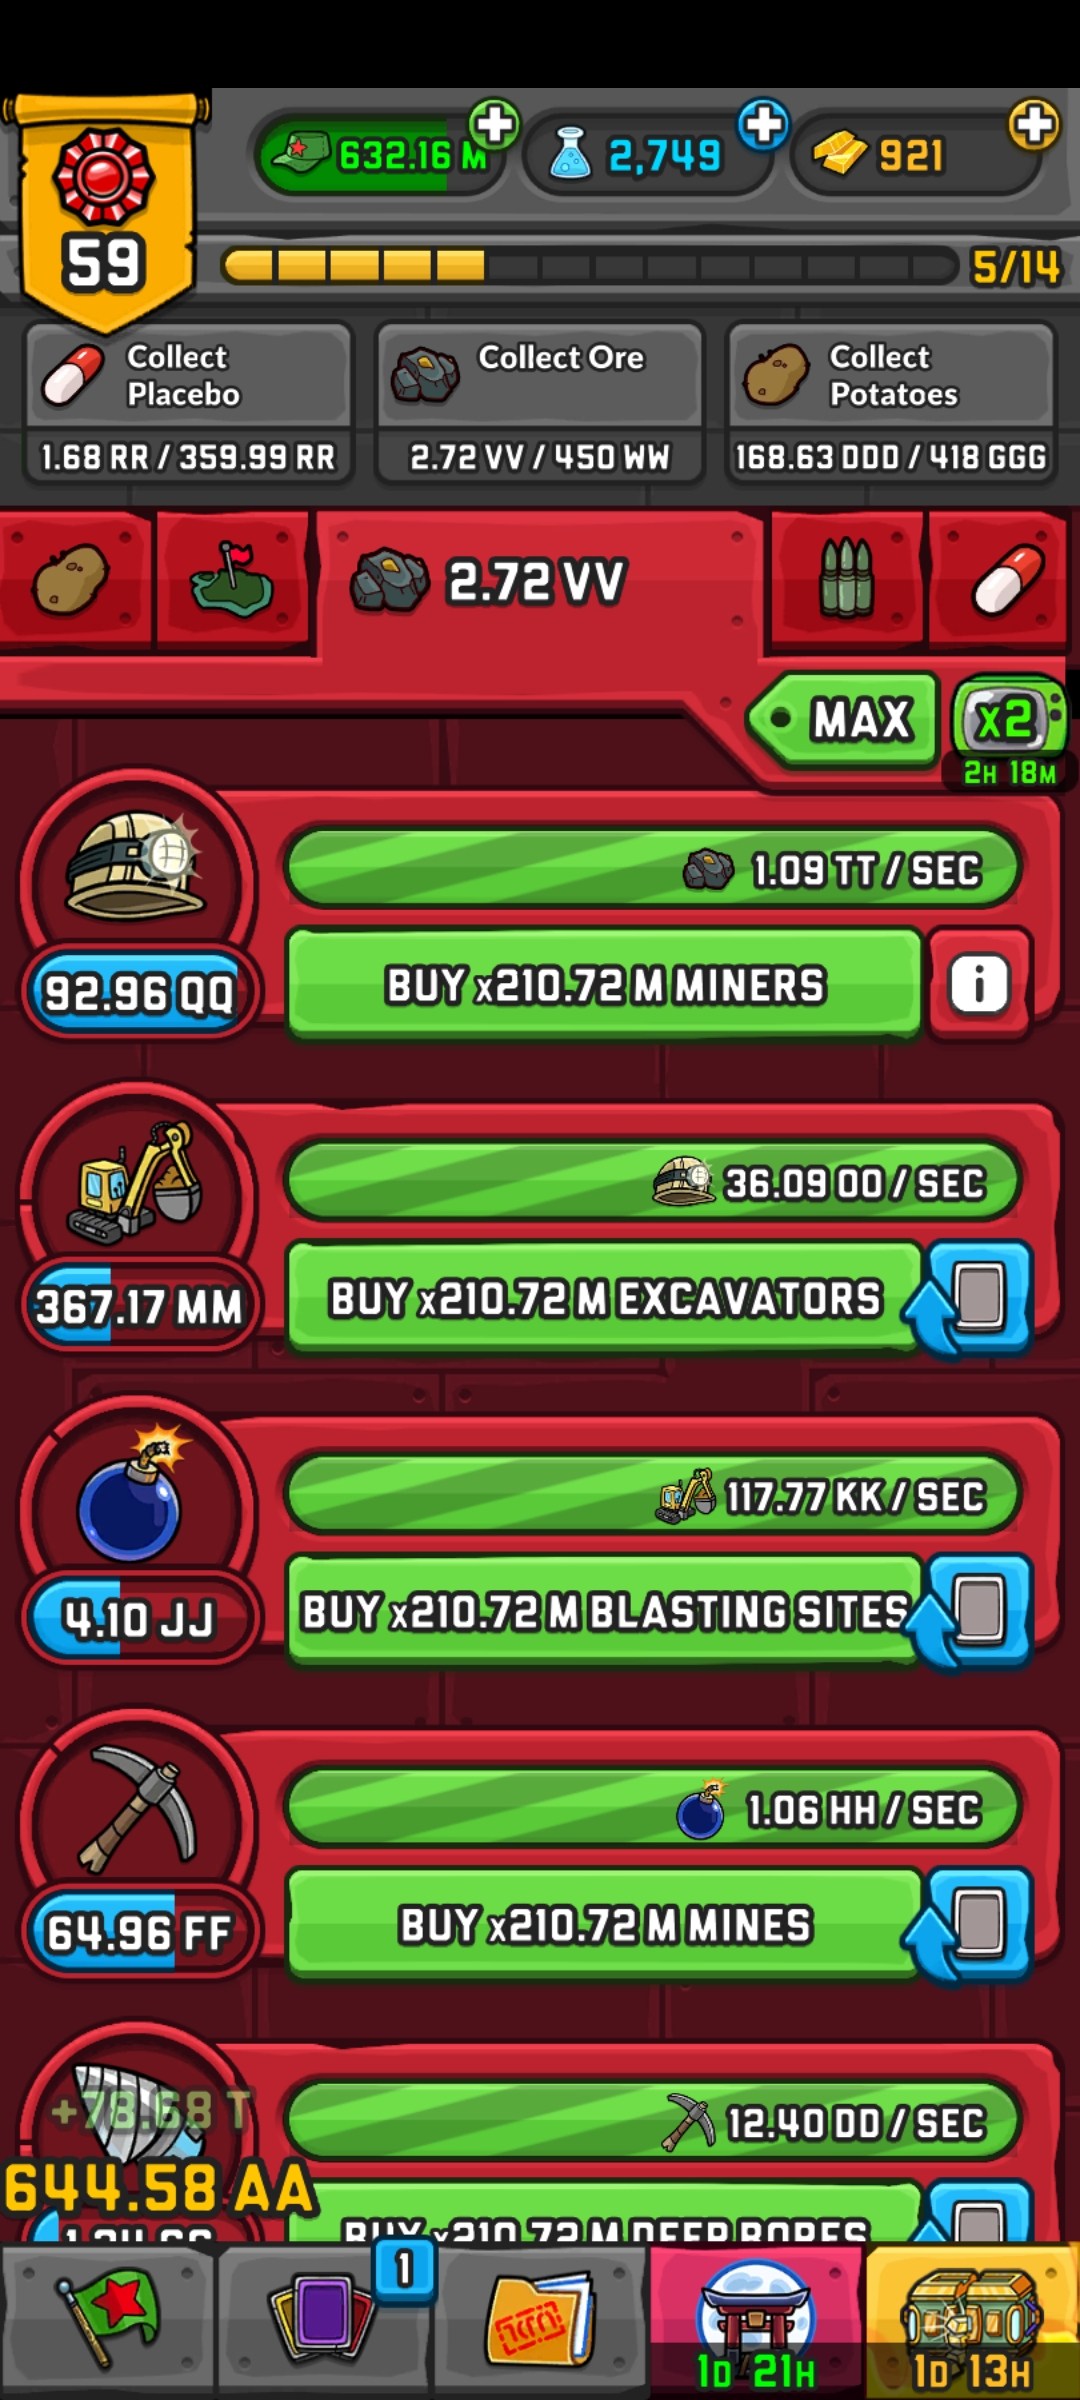 632.16 M
2,749
921
59
5/14
Collect Placebo
1.68 RR / 359.99 RR
Collect Ore
2.72 VV / 450 WW
Collect Potatoes
168.63 DDD / 418 GGG
2.72 VV
MAX
x2
2H 18M
1.09 TT / SEC
92.96 QQ
BUY x210.72 M MINERS
i
36.09 OO / SEC
367.17 MM
BUY x210.72 M EXCAVATORS
117.77 KK / SEC
4.10 JJ
BUY x210.72 M BLASTING SITES
1.06 HH / SEC
64.96 FF
BUY x210.72 M MINES
+78.68 T
12.40 DD / SEC
644.58 AA
BUY x210.72 M DEEP BORES
1
1D 21H
1D 13H